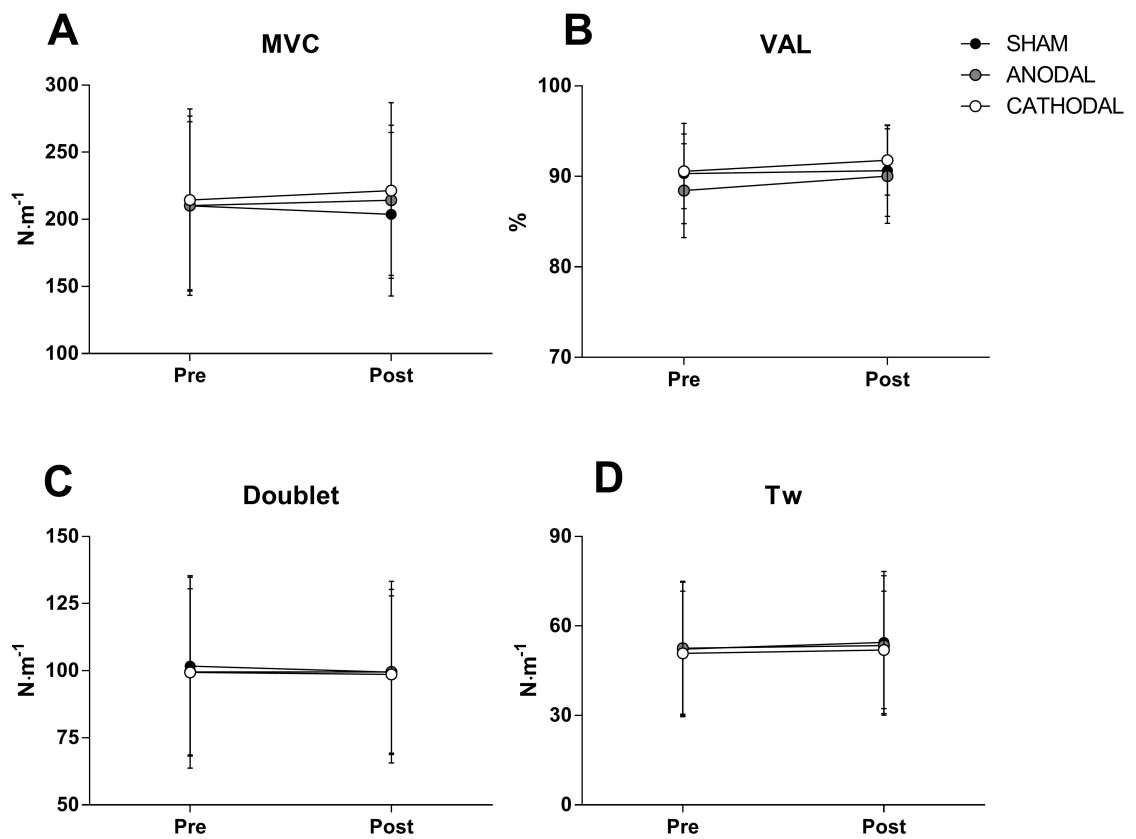 A
MVC
300
250
200
150
100
N·m⁻¹
Pre Post
B
VAL
100
90
80
70
%
Pre Post
SHAM
ANODAL
CATHODAL
C
Doublet
150
125
100
75
50
N·m⁻¹
Pre Post
D
Tw
90
60
30
0
N·m⁻¹
Pre Post